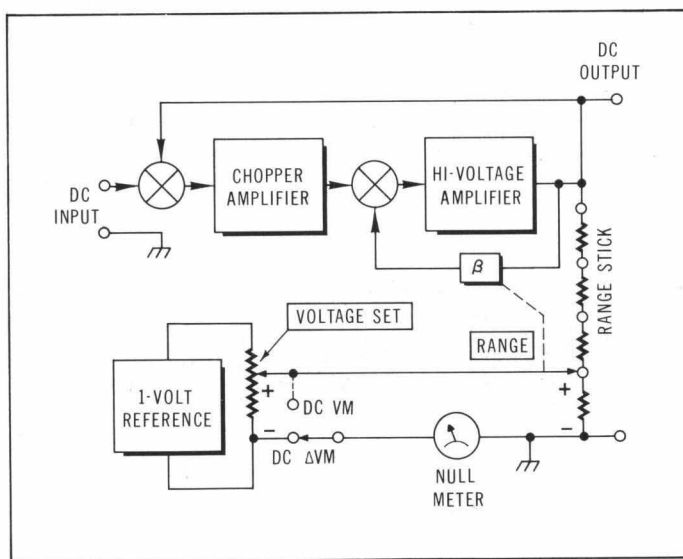 DC
OUTPUT
DC
INPUT
CHOPPER
AMPLIFIER
HI-VOLTAGE
AMPLIFIER
β
RANGE STICK
VOLTAGE SET
RANGE
1-VOLT
REFERENCE
+
DC VM
+
−
DC ΔVM
−
NULL
METER